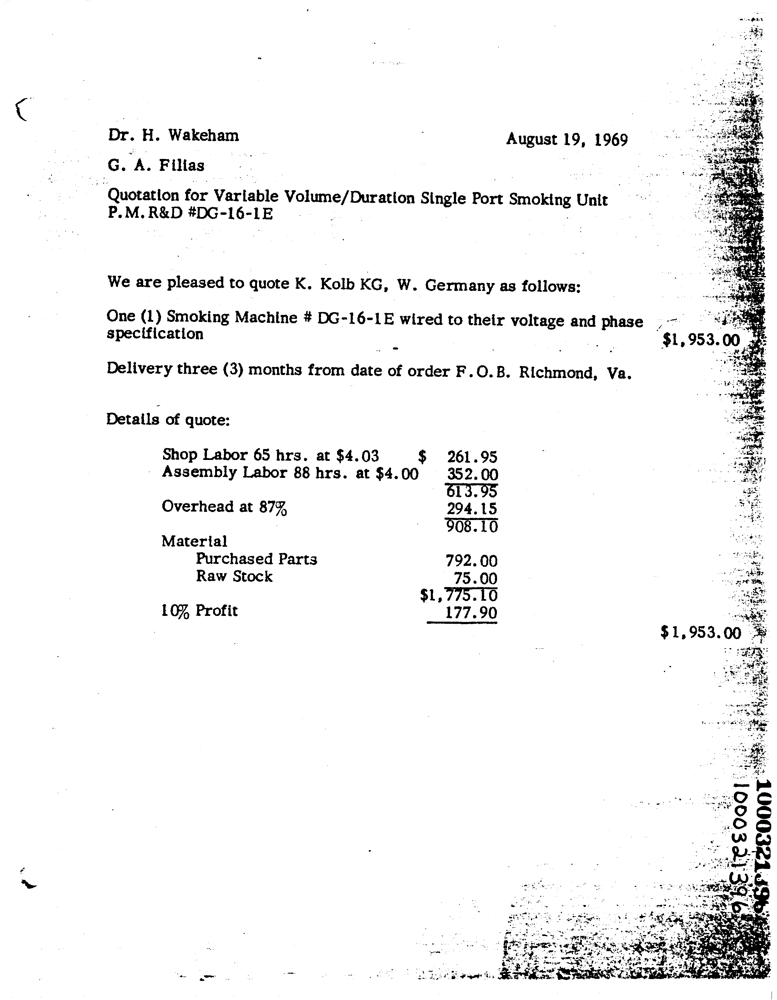 Dr. H. Wakeham
August 19, 1969
G. A. Filias
Quotation for Variable Volume/Duration Single Port Smoking Unit
P.M. R&D #DG-16-1E
We are pleased to quote K. Kolb KG, W. Germany as follows:
One (1) Smoking Machine # DG-16-1E wired to their voltage and phase
specification
$1,953.00
Delivery three (3) months from date of order F.O.B. Richmond, Va.
Details of quote:
Shop Labor 65 hrs. at $4.03 $ 261.95
Assembly Labor 88 hrs. at $4.00 352.00
613.95
Overhead at 87% 294.15
908.10
Material
Purchased Parts 792.00
Raw Stock 75.00
$1,775.10
10% Profit 177.90
$1,953.00
1000321396